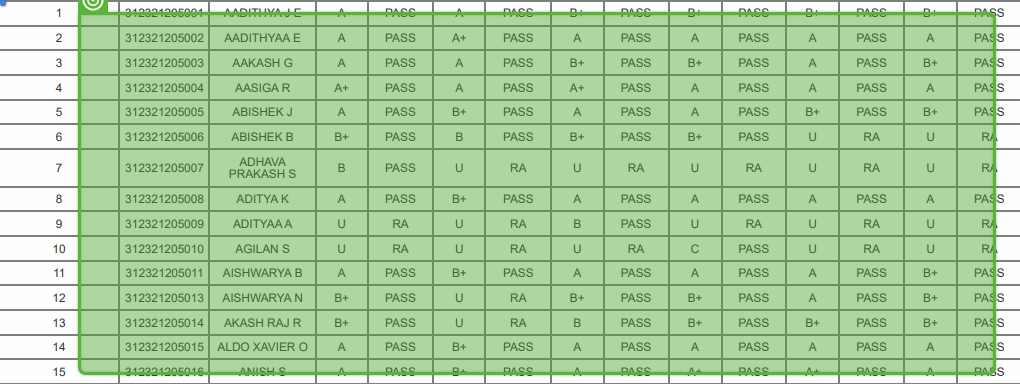 1 312321205001 AADITHYA J E A PASS A PASS B+ PASS B+ PASS B+ PASS B+ PASS
2 312321205002 AADITHYAA E A PASS A+ PASS A PASS A PASS A PASS A PASS
3 312321205003 AAKASH G A PASS A PASS B+ PASS B+ PASS A PASS B+ PASS
4 312321205004 AASIGA R A+ PASS A PASS A+ PASS A PASS A PASS A PASS
5 312321205005 ABISHEK J A PASS B+ PASS A PASS A PASS B+ PASS B+ PASS
6 312321205006 ABISHEK B B+ PASS B PASS B+ PASS B+ PASS U RA U RA
7 312321205007 ADHAVA PRAKASH S B PASS U RA U RA U RA U RA U RA
8 312321205008 ADITYA K A PASS B+ PASS A PASS A PASS A PASS A PASS
9 312321205009 ADITYAA A U RA U RA B PASS U RA U RA U RA
10 312321205010 AGILAN S U RA U RA U RA C PASS U RA U RA
11 312321205011 AISHWARYA B A PASS B+ PASS A PASS A PASS A PASS B+ PASS
12 312321205013 AISHWARYA N B+ PASS U RA B+ PASS B+ PASS A PASS B+ PASS
13 312321205014 AKASH RAJ R B+ PASS U RA B PASS B+ PASS B+ PASS B+ PASS
14 312321205015 ALDO XAVIER O A PASS B+ PASS A PASS A PASS A PASS A PASS
15 312321205016 ANISH S A PASS B+ PASS A PASS A+ PASS A+ PASS A PASS